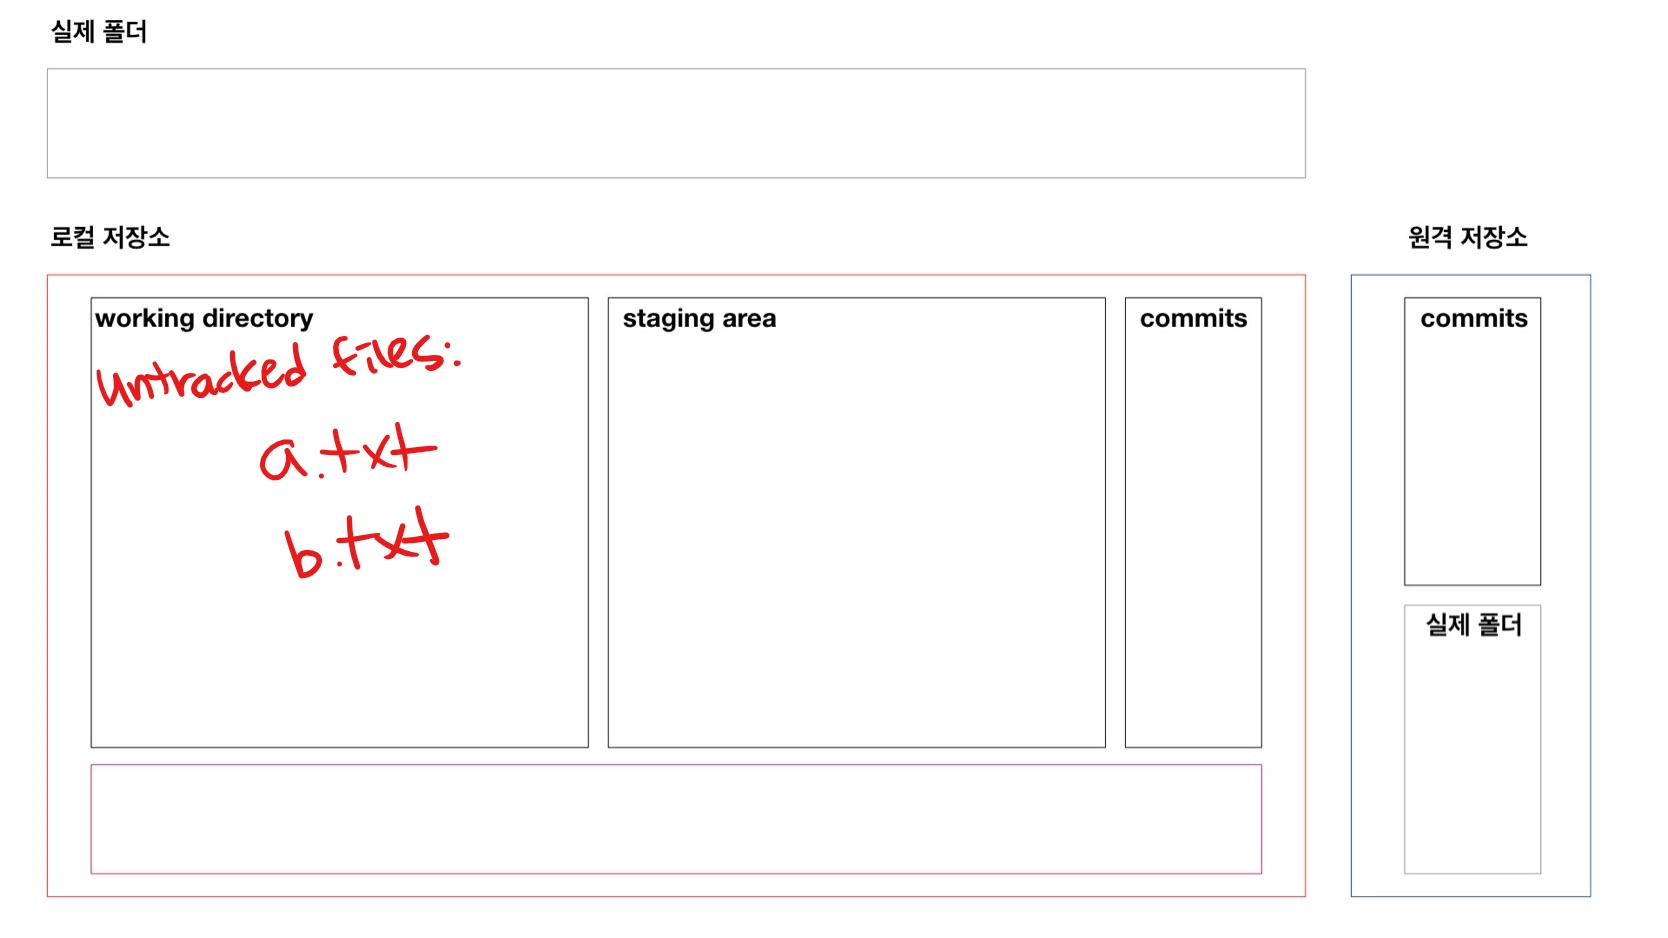 실제 폴더
로컬 저장소
원격 저장소
working directory
Untracked files:
a.txt
b.txt
staging area
commits
commits
실제 폴더